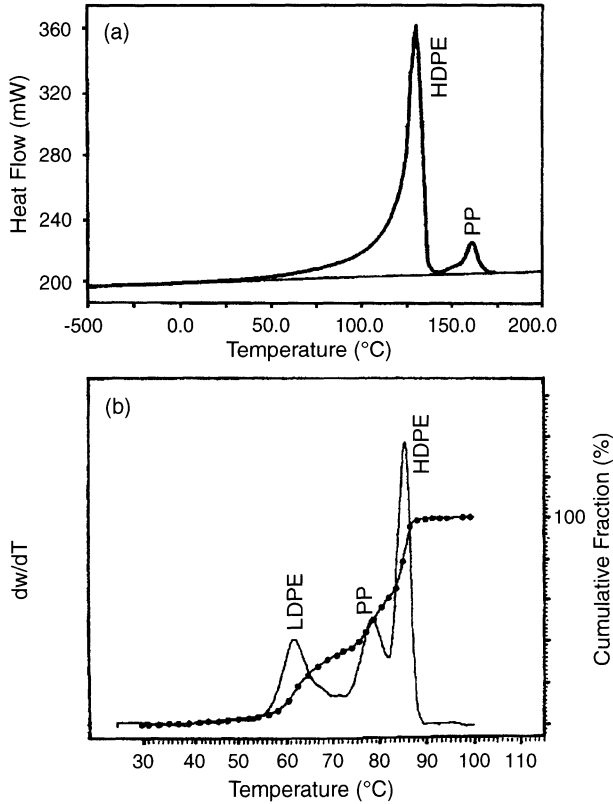 (a)
360
320
280
240
200
Heat Flow (mW)
HDPE
PP
-500
0.0
50.0
100.0
150.0
200.0
Temperature (°C)
(b)
HDPE
LDPE
PP
dw/dT
100
Cumulative Fraction (%)
30
40
50
60
70
80
90
100
110
Temperature (°C)